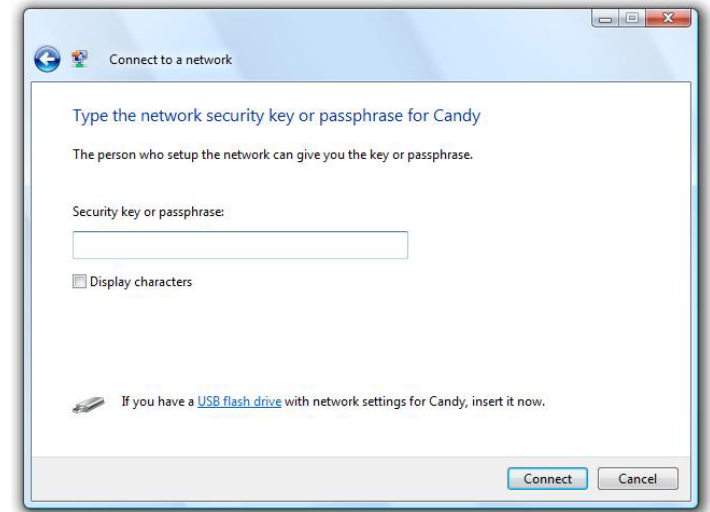 Connect to a network
Type the network security key or passphrase for Candy
The person who setup the network can give you the key or passphrase.
Security key or passphrase:
Display characters
If you have a USB flash drive with network settings for Candy, insert it now.
Connect Cancel